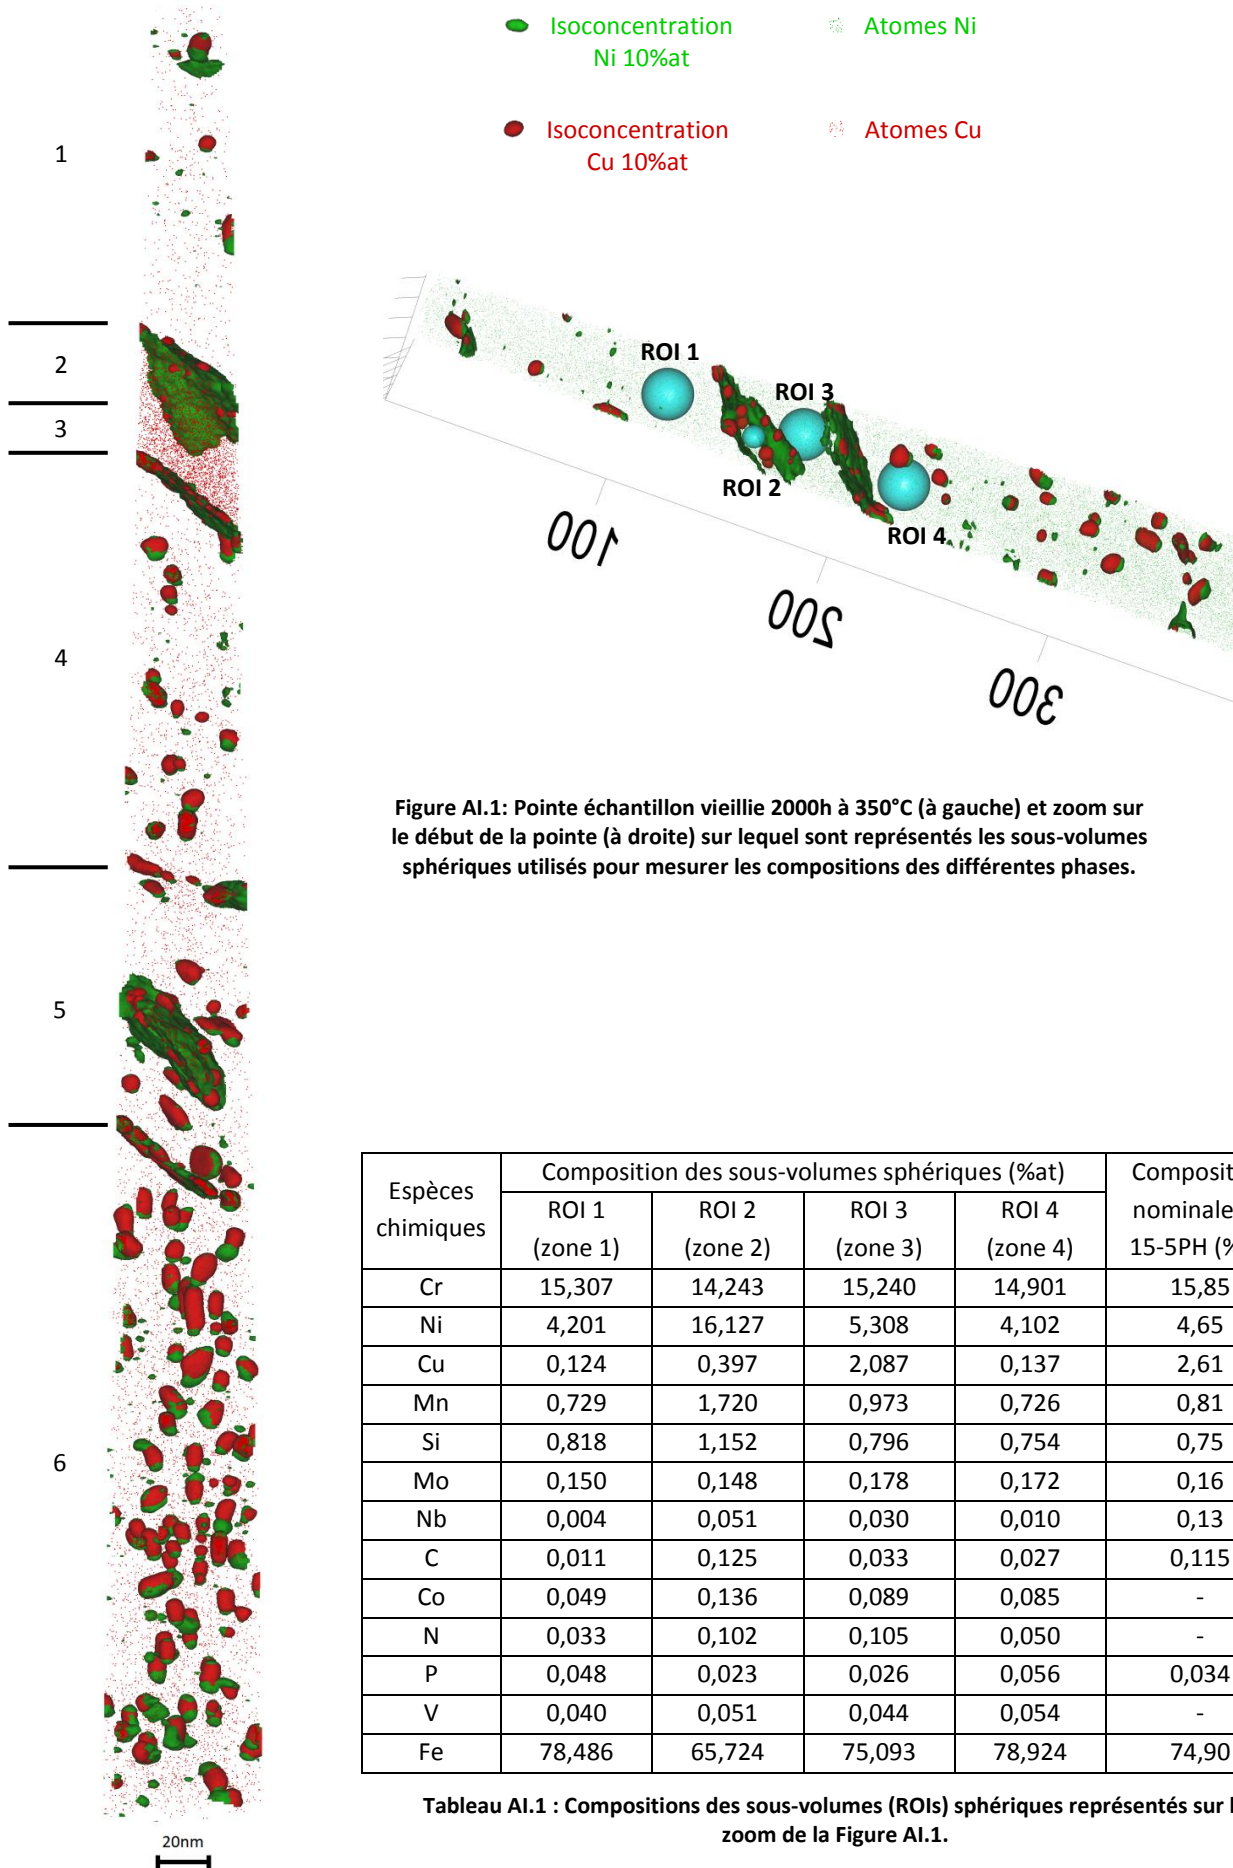 Isoconcentration
Ni 10%at
Atomes Ni
Isoconcentration
Cu 10%at
Atomes Cu
1
2
3
4
5
6
20nm
ROI 1
ROI 3
ROI 2
ROI 4
100
200
300
Figure AI.1: Pointe échantillon vieillie 2000h à 350°C (à gauche) et zoom sur
le début de la pointe (à droite) sur lequel sont représentés les sous-volumes
sphériques utilisés pour mesurer les compositions des différentes phases.
Espèces chimiques Composition des sous-volumes sphériques (%at) Composit
nominale
15-5PH (%
ROI 1 (zone 1) ROI 2 (zone 2) ROI 3 (zone 3) ROI 4 (zone 4)
Cr 15,307 14,243 15,240 14,901 15,85
Ni 4,201 16,127 5,308 4,102 4,65
Cu 0,124 0,397 2,087 0,137 2,61
Mn 0,729 1,720 0,973 0,726 0,81
Si 0,818 1,152 0,796 0,754 0,75
Mo 0,150 0,148 0,178 0,172 0,16
Nb 0,004 0,051 0,030 0,010 0,13
C 0,011 0,125 0,033 0,027 0,115
Co 0,049 0,136 0,089 0,085 -
N 0,033 0,102 0,105 0,050 -
P 0,048 0,023 0,026 0,056 0,034
V 0,040 0,051 0,044 0,054 -
Fe 78,486 65,724 75,093 78,924 74,90
Tableau AI.1 : Compositions des sous-volumes (ROIs) sphériques représentés sur l
zoom de la Figure AI.1.